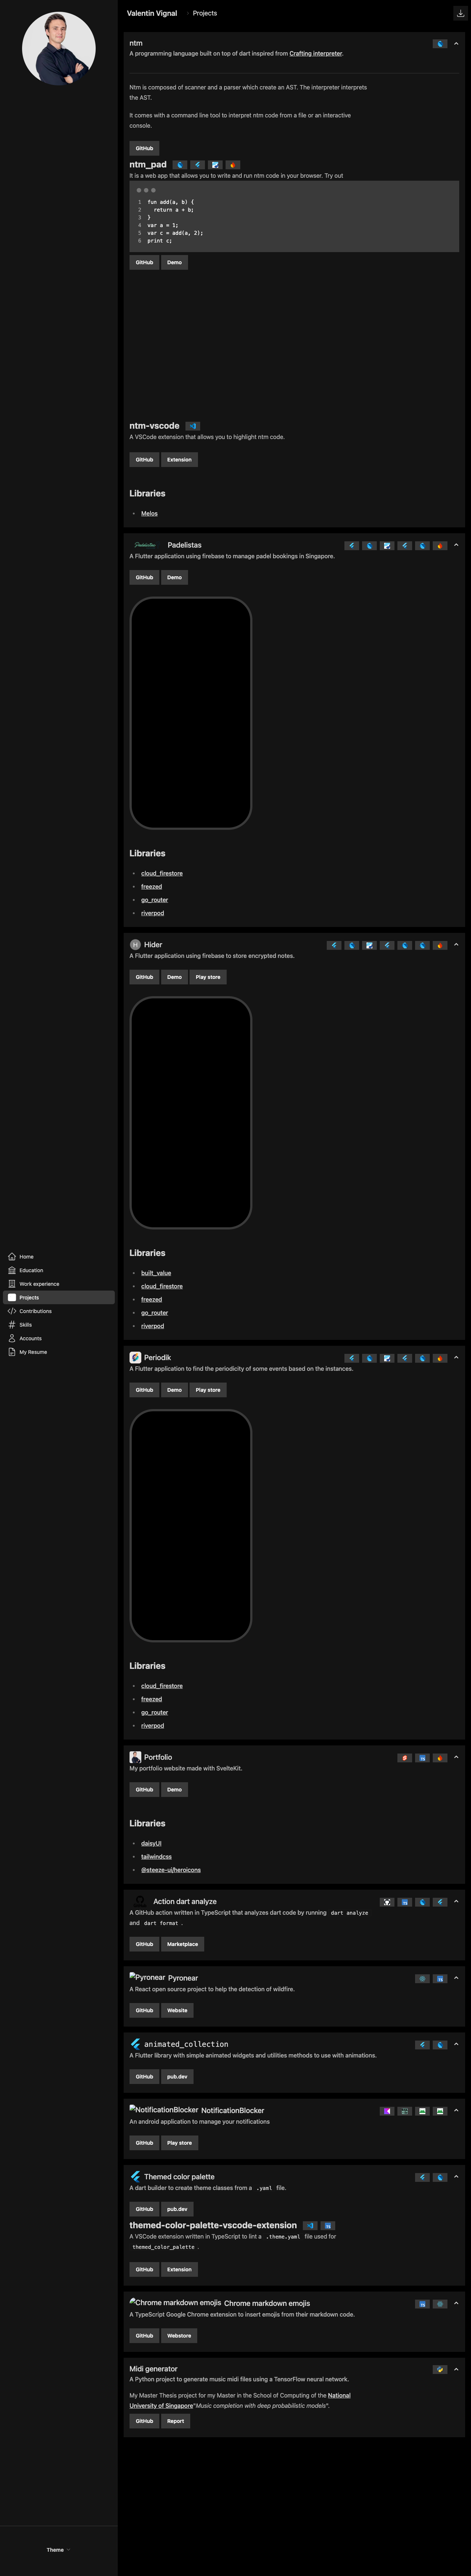 Valentin Vignal
Projects
Home
Education
Work experience
Projects
Contributions
Skills
Accounts
My Resume
Theme
ntm
A programming language built on top of dart inspired from Crafting interpreter.
Ntm is composed of scanner and a parser which create an AST. The interpreter interprets
the AST.
It comes with a command line tool to interpret ntm code from a file or an interactive
console.
GitHub
ntm_pad
It is a web app that allows you to write and run ntm code in your browser. Try out
1 fun add(a, b) {
2   return a + b;
3 }
4 var a = 1;
5 var c = add(a, 2);
6 print c;
GitHub Demo
ntm-vscode
A VSCode extension that allows you to highlight ntm code.
GitHub Extension
Libraries
Melos
Padelistas
A Flutter application using firebase to manage padel bookings in Singapore.
GitHub Demo
Libraries
cloud_firestore
freezed
go_router
riverpod
H Hider
A Flutter application using firebase to store encrypted notes.
GitHub Demo Play store
Libraries
built_value
cloud_firestore
freezed
go_router
riverpod
Periodik
A Flutter application to find the periodicity of some events based on the instances.
GitHub Demo Play store
Libraries
cloud_firestore
freezed
go_router
riverpod
Portfolio
My portfolio website made with SvelteKit.
GitHub Demo
Libraries
daisyUI
tailwindcss
@steeze-ui/heroicons
Action dart analyze
A GitHub action written in TypeScript that analyzes dart code by running dart analyze
and dart format .
GitHub Marketplace
Pyronear Pyronear
A React open source project to help the detection of wildfire.
GitHub Website
animated_collection
A Flutter library with simple animated widgets and utilities methods to use with animations.
GitHub pub.dev
NotificationBlocker NotificationBlocker
An android application to manage your notifications
GitHub Play store
Themed color palette
A dart builder to create theme classes from a .yaml file.
GitHub pub.dev
themed-color-palette-vscode-extension
A VSCode extension written in TypeScript to lint a .theme.yaml file used for
themed_color_palette .
GitHub Extension
Chrome markdown emojis Chrome markdown emojis
A TypeScript Google Chrome extension to insert emojis from their markdown code.
GitHub Webstore
Midi generator
A Python project to generate music midi files using a TensorFlow neural network.
My Master Thesis project for my Master in the School of Computing of the National
University of Singapore"Music completion with deep probabilistic models".
GitHub Report